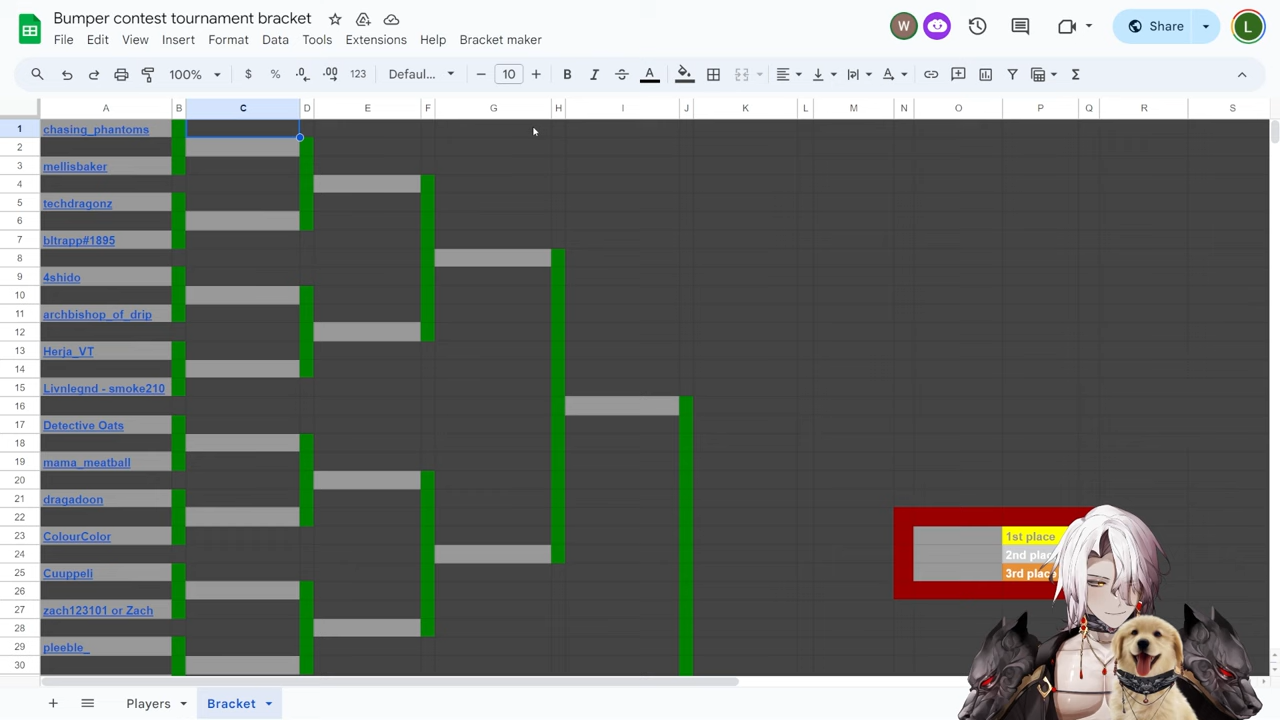 Bumper contest tournament bracket
W
Share
L
File Edit View Insert Data Tools Extensions Help Bracket maker
100% $ % .0 .00 123 Defaul... 10 B I A
A B C D E F G H I J K L M N O P Q R S
1 chasing_phantoms
2
3 mellisbaker
4
5 techdragonz
6
7 bltrapp#1895
8
9 4shido
10
11 archbishop_of_drip
12
13 Herja_VT
14
15 Livnlegnd - smoke210
16
17 Detective Oats
18
19 mama_meatball
20
21 dragadoon
22
23 ColourColor 1st place
24 2nd
25 Cuuppeli 3rd
26
27 zach123101 or Zach
28
29 pleeble_
30
Players Bracket